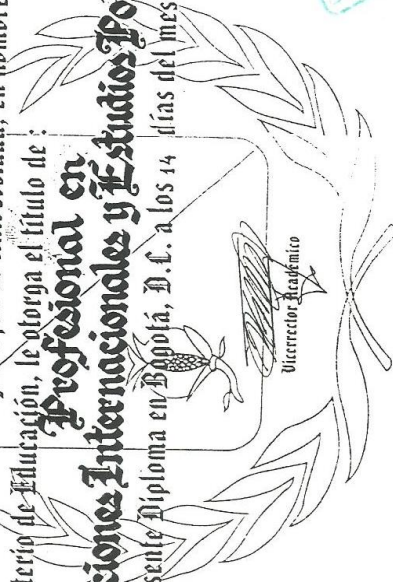 terio de Educación, le otorga el título de :
Profesional en
ciones Internacionales y Estudios Po
sente Diploma en Bogotá, D.C. a los 14 días del mes
Vicerrector Académico